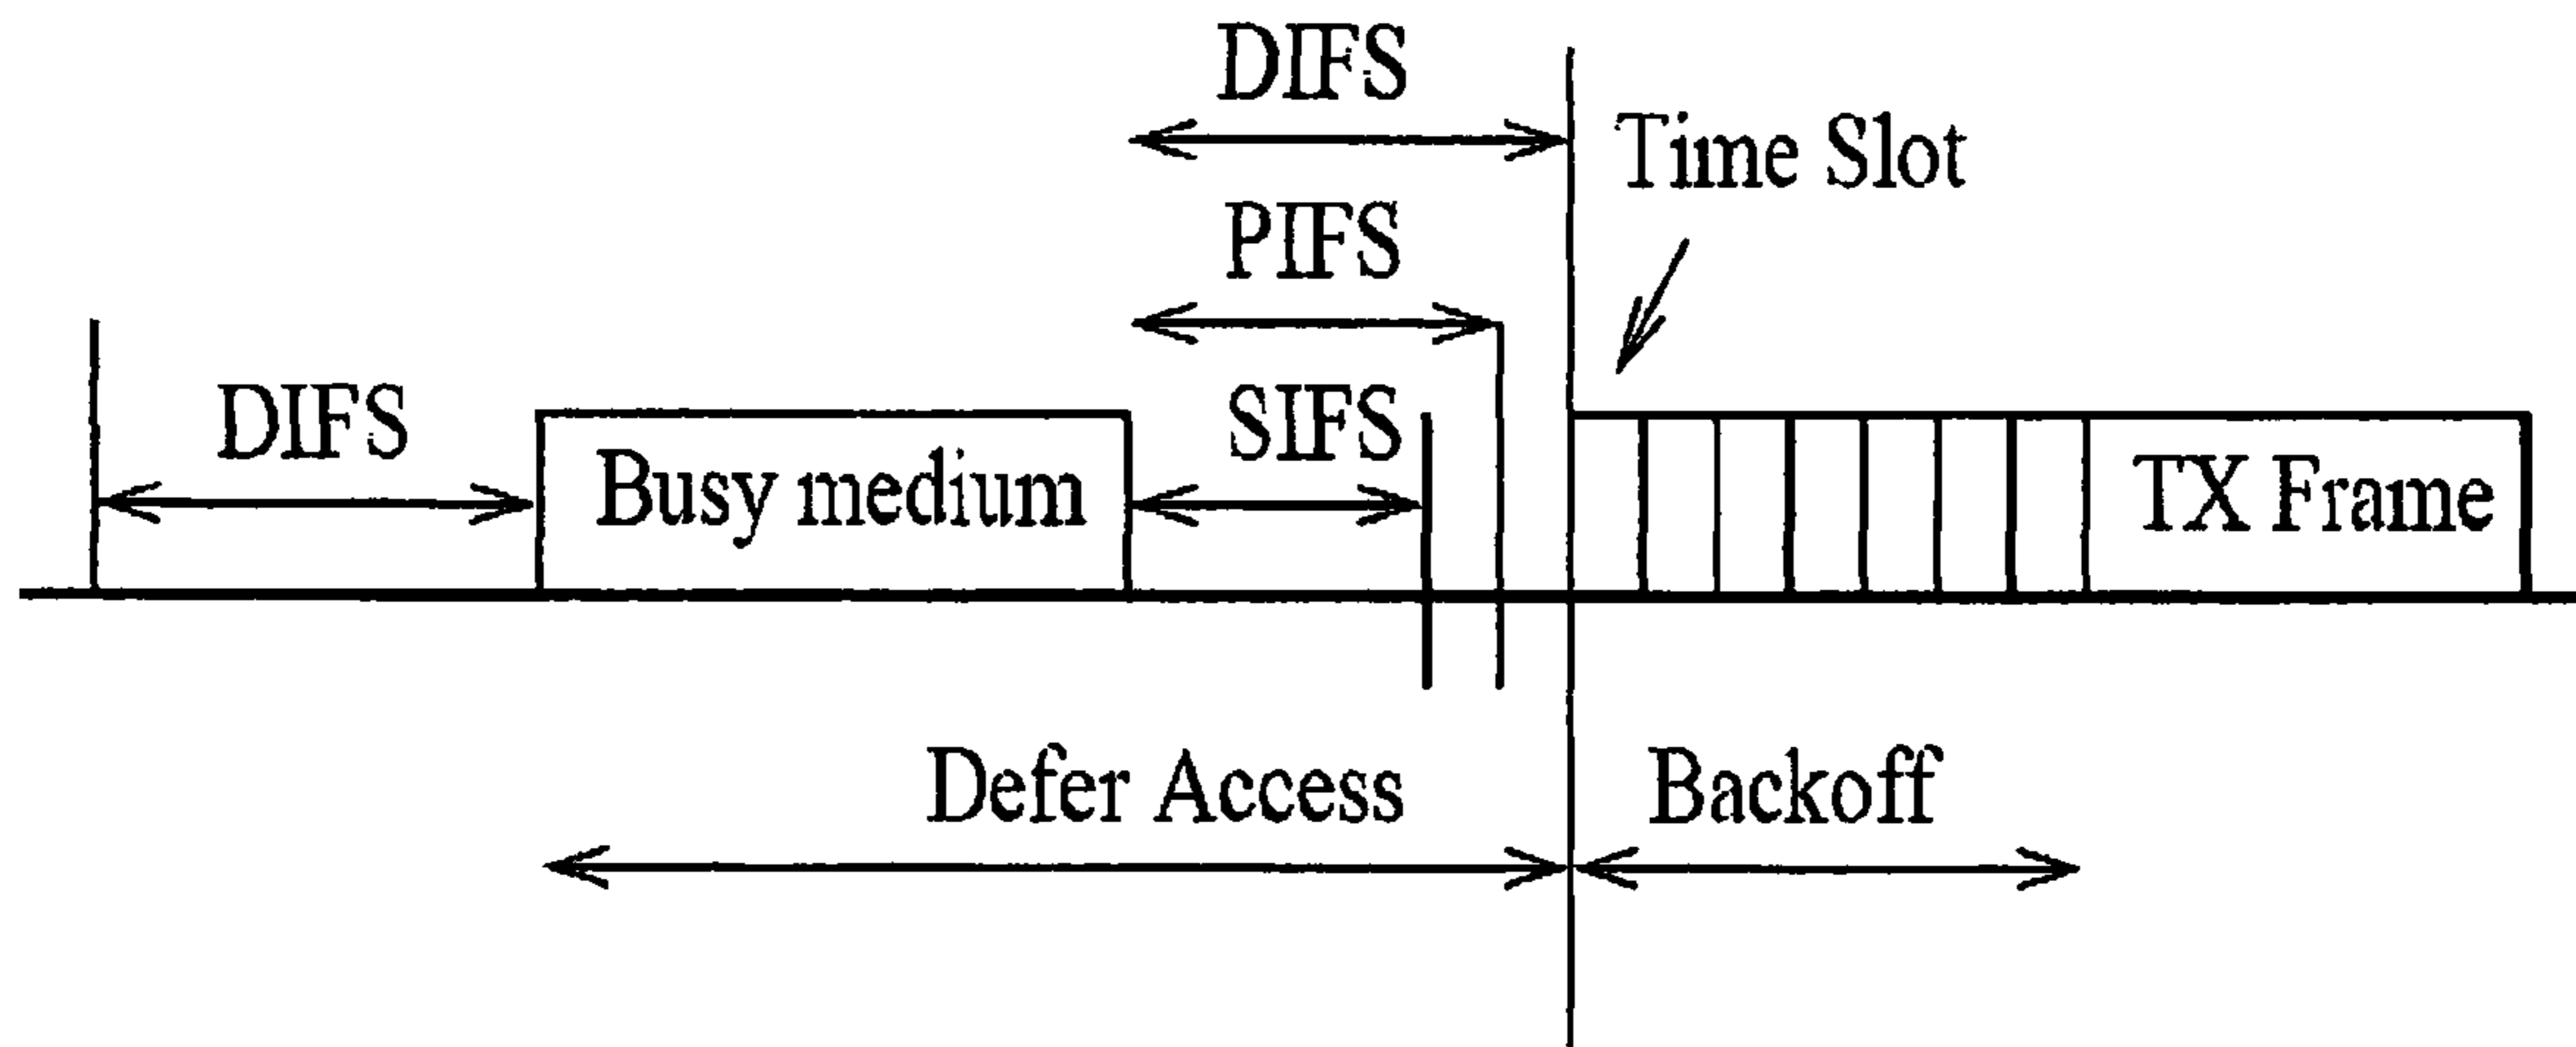 DIFS
Time Slot
PIFS
DIFS
SIFS
Busy medium
TX Frame
Defer Access
Backoff